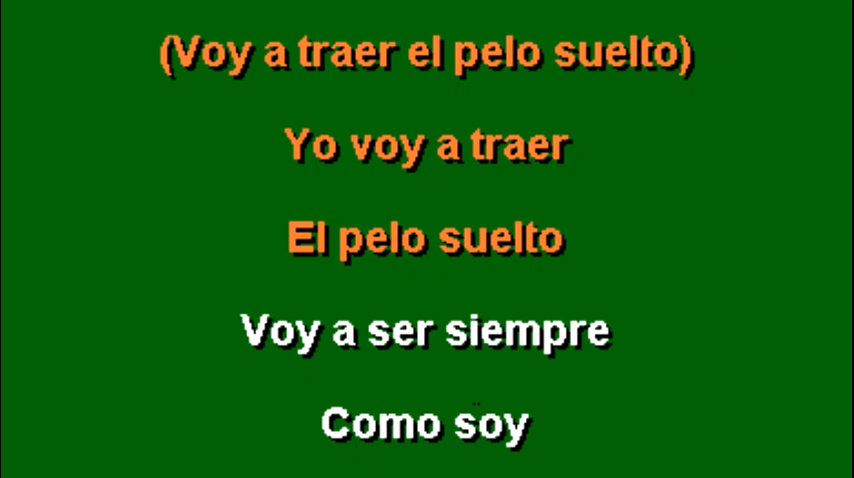 (Voy a traer el pelo suelto)
Yo voy a traer
El pelo suelto
Voy a ser siempre
Como soy